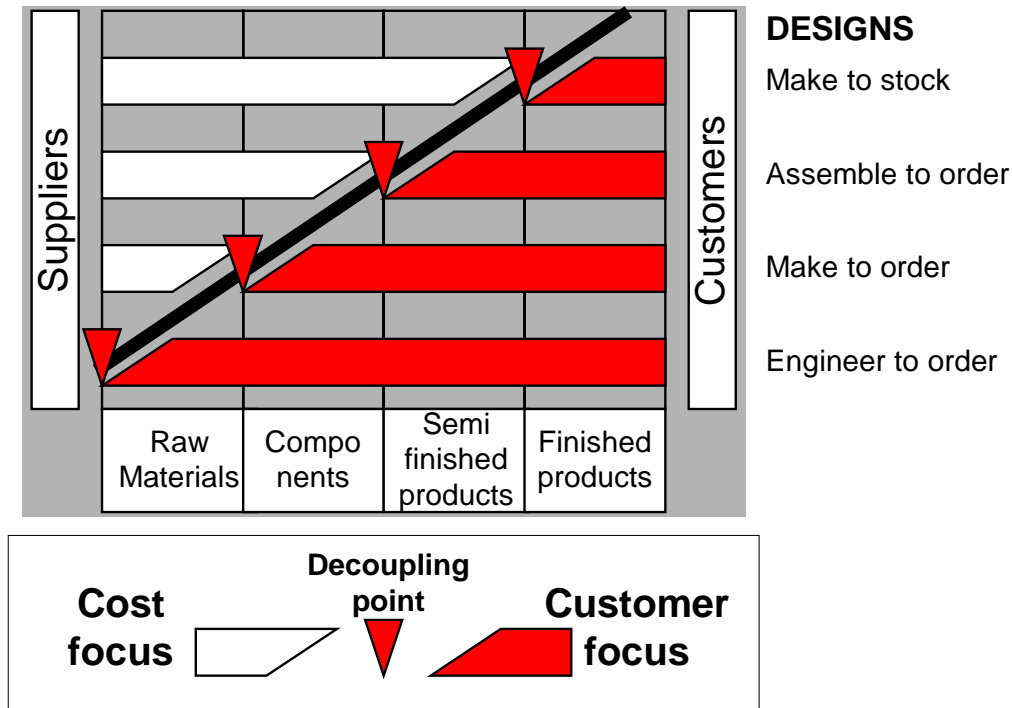 DESIGNS
Make to stock
Assemble to order
Make to order
Engineer to order
Suppliers
Customers
Raw
Materials
Compo
nents
Semi
finished
products
Finished
products
Decoupling
point
Cost
focus
Customer
focus